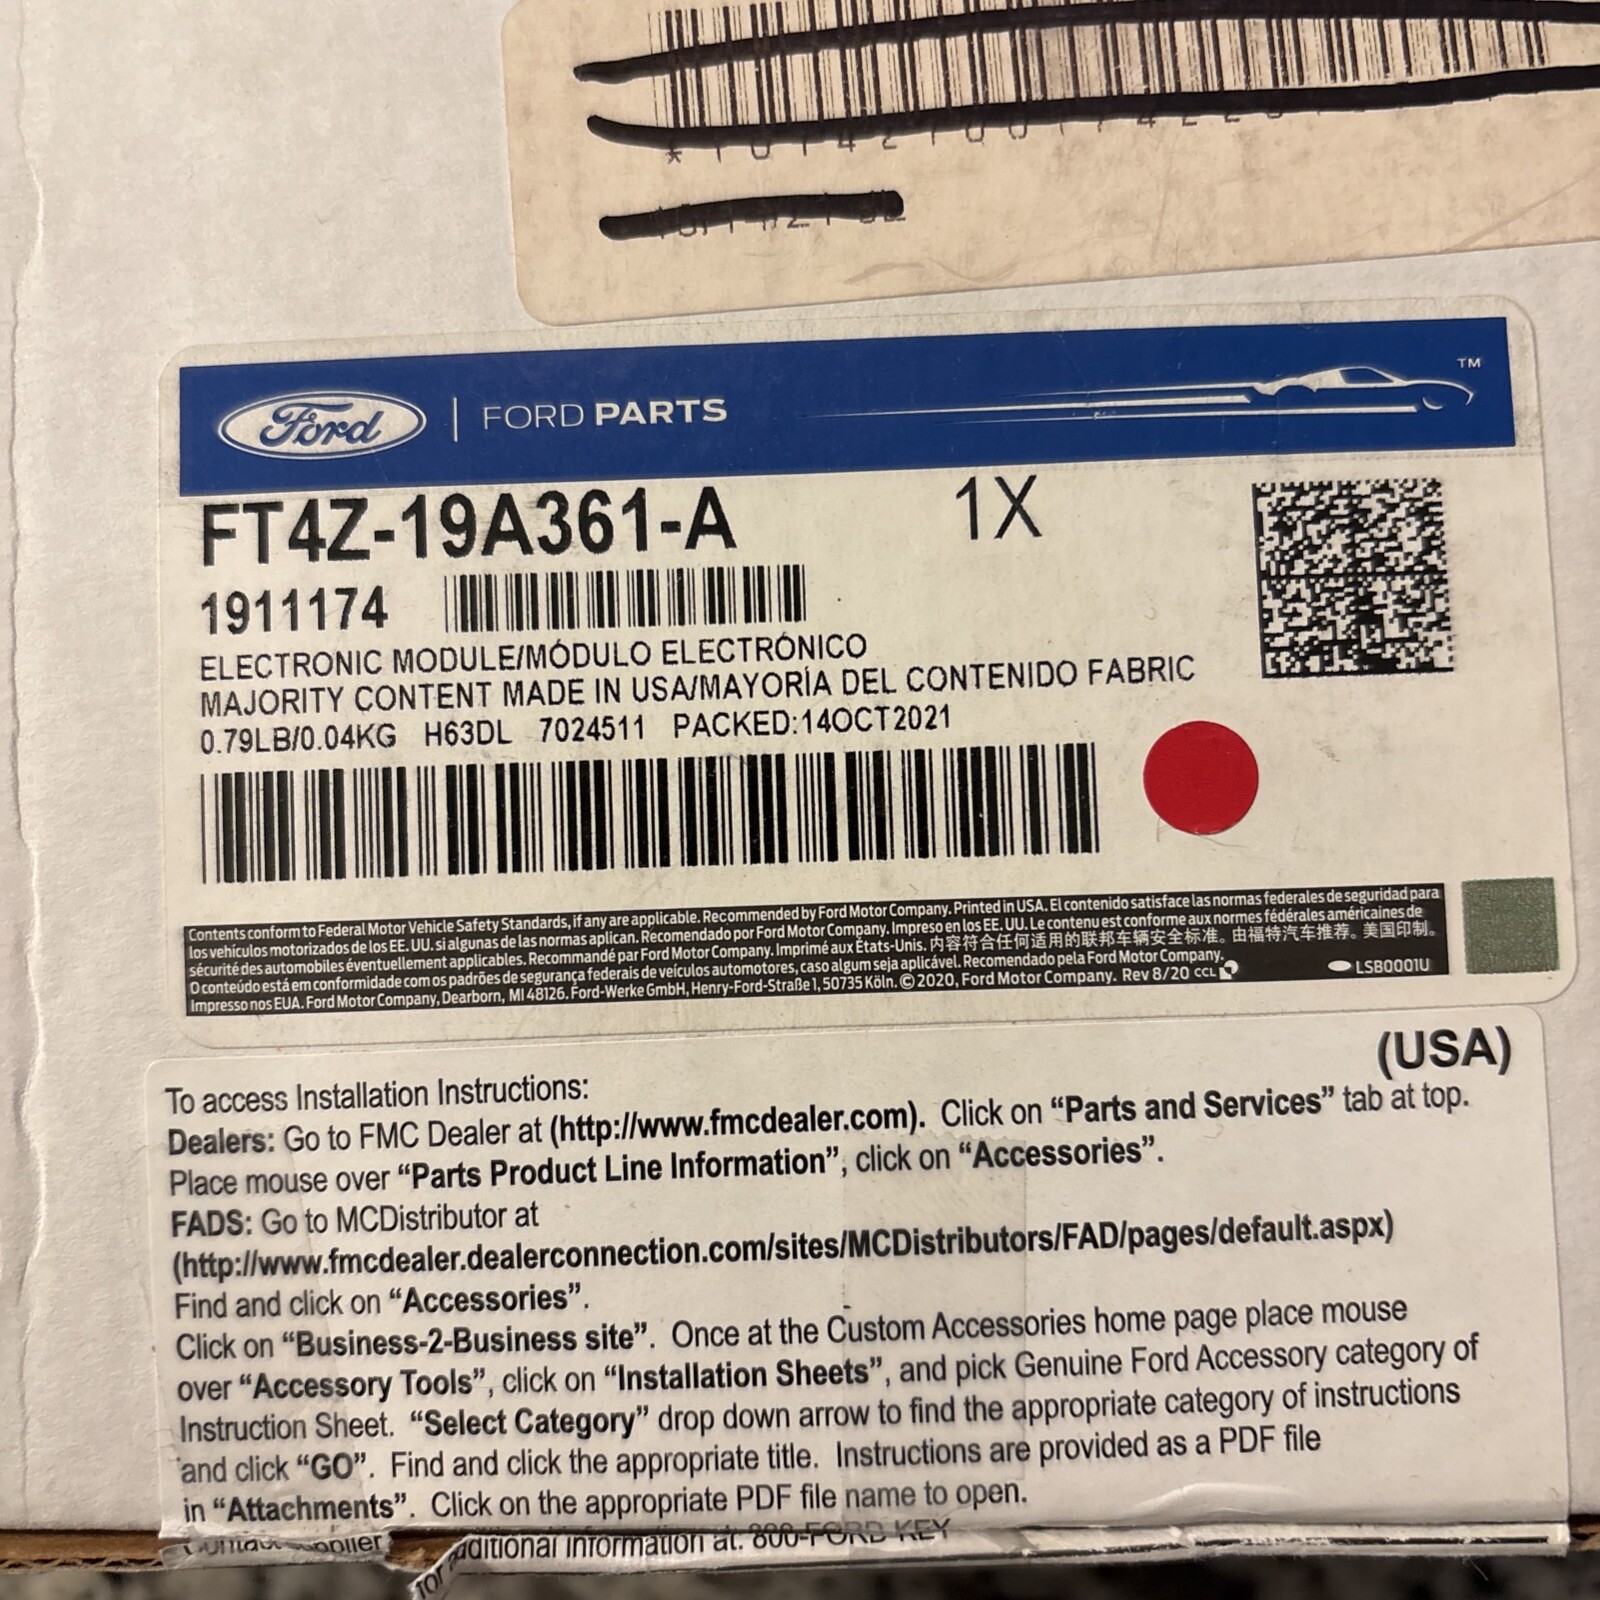 Ford
FORD PARTS
TM
FT4Z-19A361-A
1X
1911174
ELECTRONIC MODULE/MÓDULO ELECTRÓNICO
MAJORITY CONTENT MADE IN USA/MAYORÍA DEL CONTENIDO FABRIC
0.79LB/0.04KG H63DL 7024511 PACKED:14OCT2021
Contents conform to Federal Motor Vehicle Safety Standards, if any are applicable. Recommended by Ford Motor Company. Printed in USA. El contenido satisface las normas federales de seguridad para
los vehículos motorizados de los EE. UU. si algunas de las normas aplican. Recomendado por Ford Motor Company. Impreso en los EE. UU. Le contenu est conforme aux normes fédérales américaines de
sécurité des automobiles éventuellement applicables. Recommandé par Ford Motor Company. Imprimé aux États-Unis. 内容符合任何适用的联邦车辆安全标准。由福特汽车推荐。美国印制。
O conteúdo está em conformidade com os padrões de segurança federais de veículos automotores, caso algum seja aplicável. Recomendado pela Ford Motor Company.
Impresso nos EUA. Ford Motor Company, Dearborn, MI 48126. Ford-Werke GmbH, Henry-Ford-Straße 1, 50735 Köln. © 2020, Ford Motor Company. Rev 8/20 CCL
LSB0001U
(USA)
To access Installation Instructions:
Dealers: Go to FMC Dealer at (http://www.fmcdealer.com). Click on “Parts and Services” tab at top.
Place mouse over “Parts Product Line Information”, click on “Accessories”.
FADS: Go to MCDistributor at
(http://www.fmcdealer.dealerconnection.com/sites/MCDistributors/FAD/pages/default.aspx)
Find and click on “Accessories”.
Click on “Business-2-Business site”. Once at the Custom Accessories home page place mouse
over “Accessory Tools”, click on “Installation Sheets”, and pick Genuine Ford Accessory category of
Instruction Sheet. “Select Category” drop down arrow to find the appropriate category of instructions
and click “GO”. Find and click the appropriate title. Instructions are provided as a PDF file
in “Attachments”. Click on the appropriate PDF file name to open.
for additional information at: 800-FORD-KEY